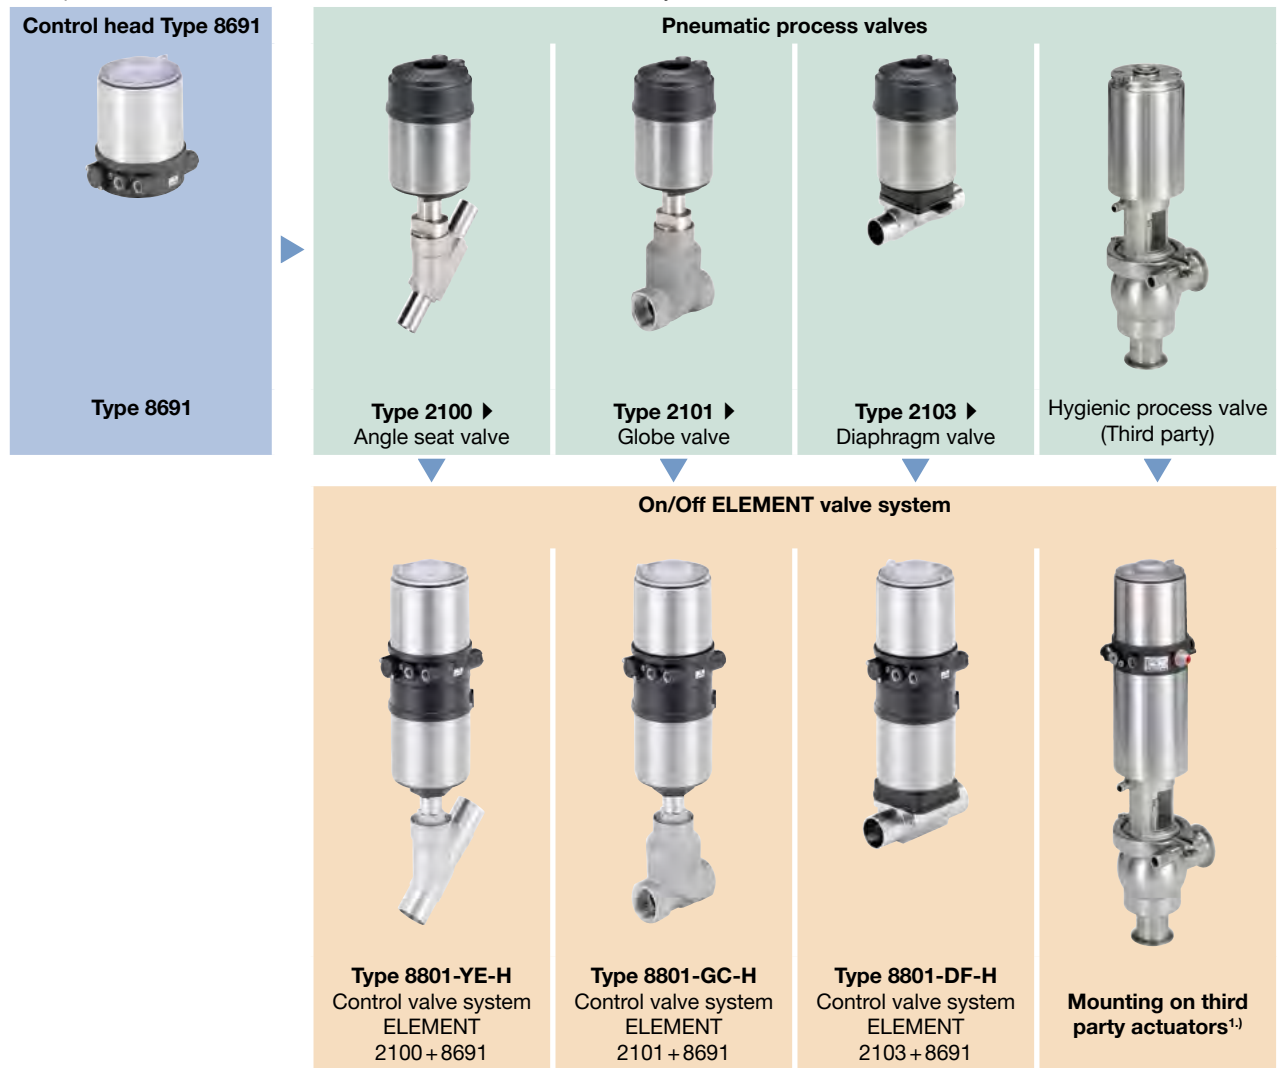 Control head Type 8691
Type 8691
Pneumatic process valves
Type 2100
Angle seat valve
Type 2101
Globe valve
Type 2103
Diaphragm valve
Hygienic process valve
(Third party)
On/Off ELEMENT valve system
Type 8801-YE-H
Control valve system
ELEMENT
2100 + 8691
Type 8801-GC-H
Control valve system
ELEMENT
2101 + 8691
Type 8801-DF-H
Control valve system
ELEMENT
2103 + 8691
Mounting on third
party actuators¹·⁾